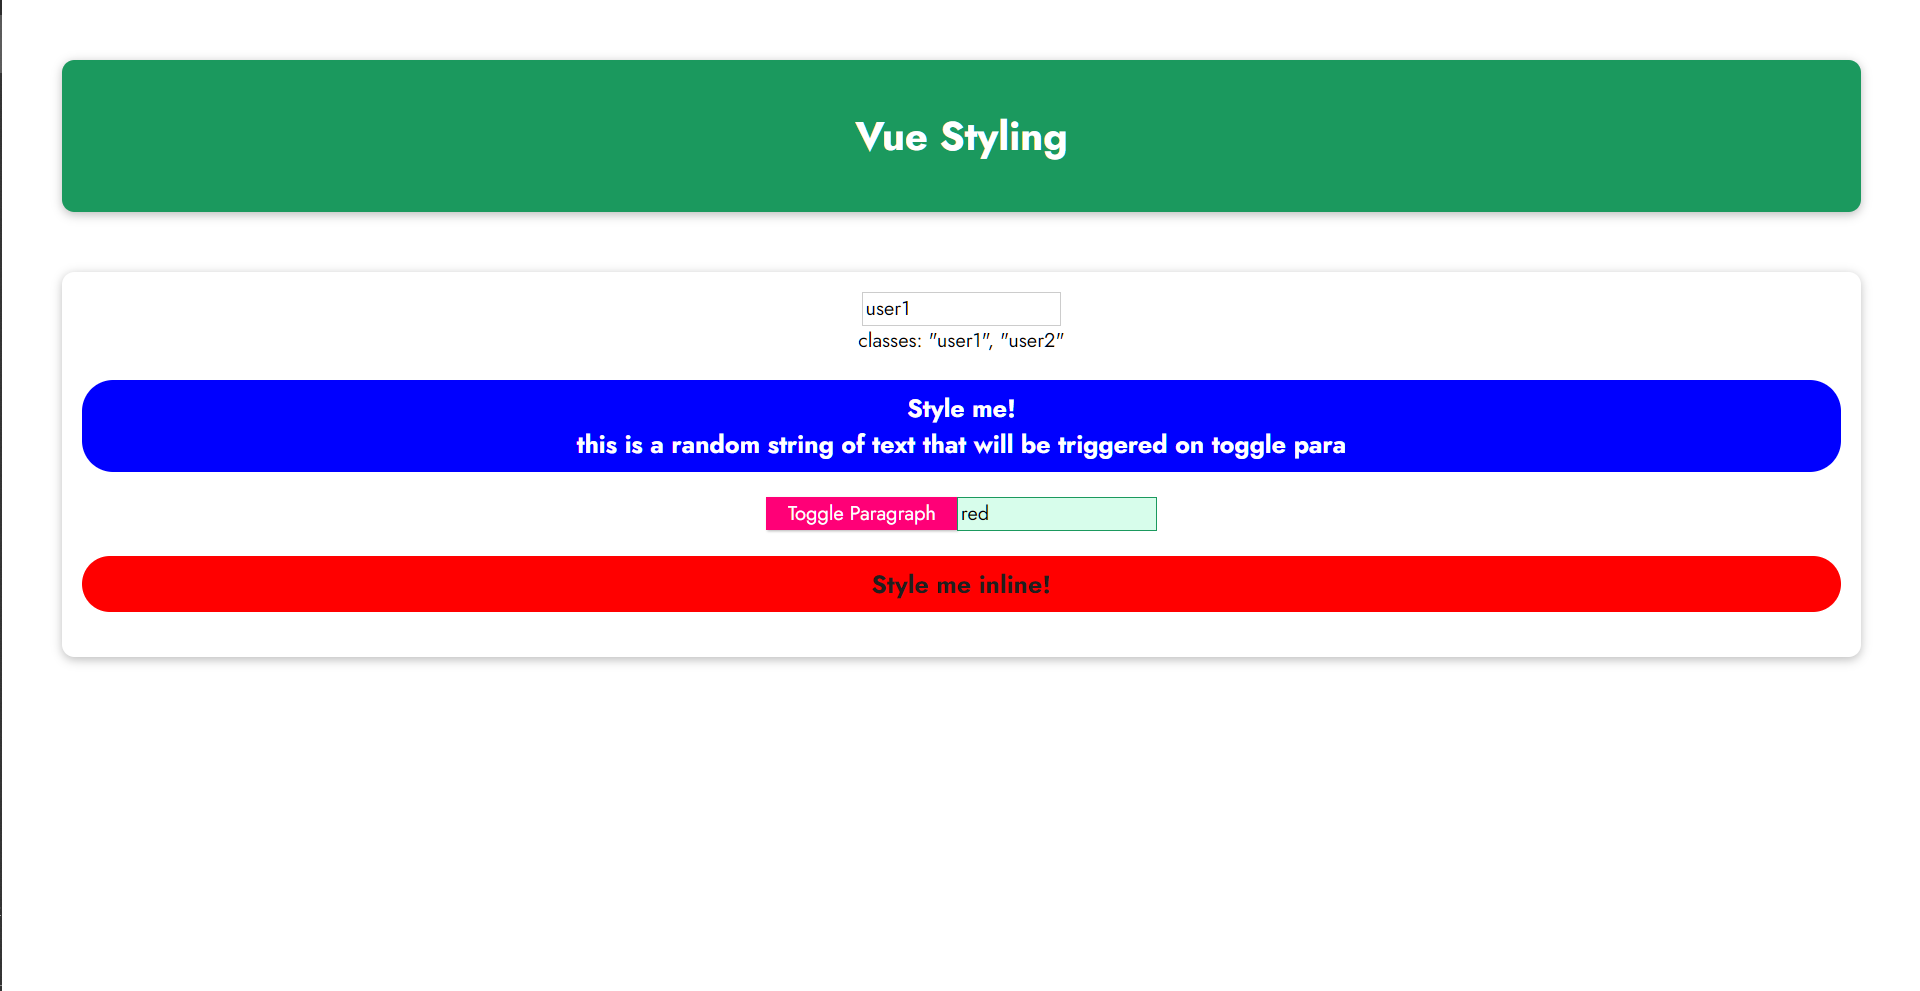 Vue Styling
user1
classes: "user1", "user2"
Style me!
this is a random string of text that will be triggered on toggle para
Toggle Paragraph red
Style me inline!